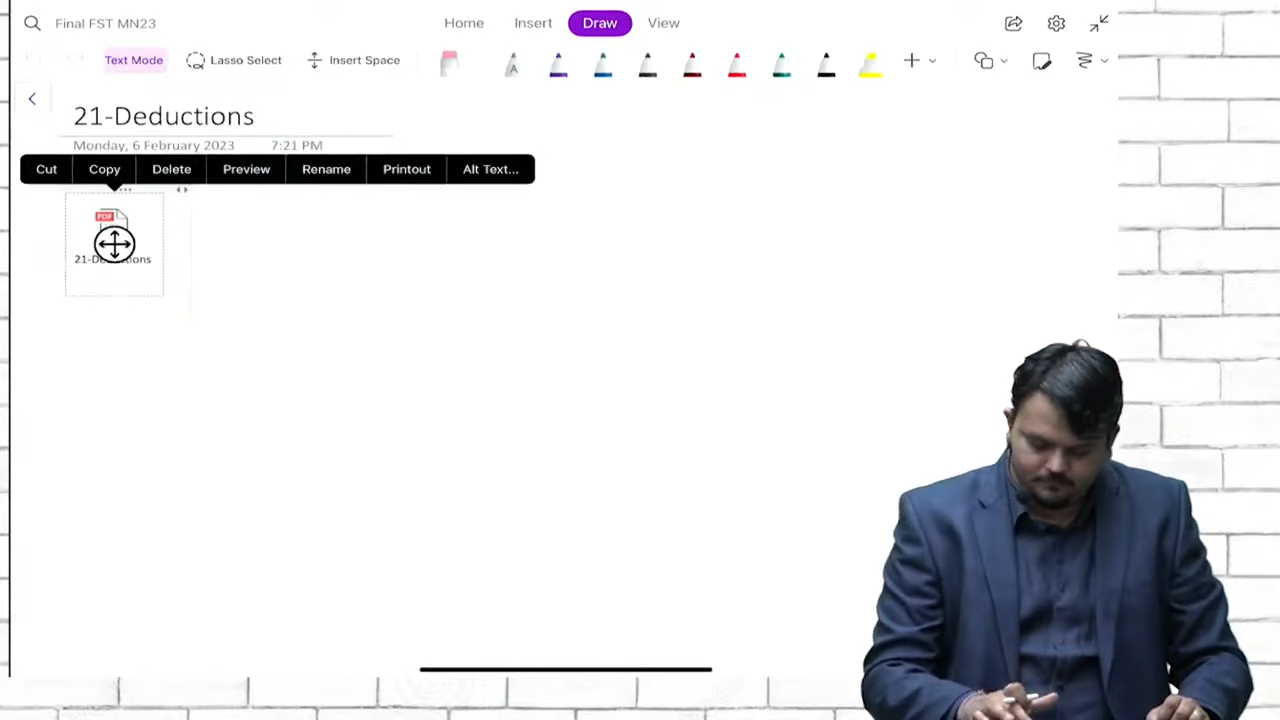 Final FST MN23
Home Insert Draw View
Text Mode Lasso Select Insert Space
A
21-Deductions
Monday, 6 February 2023 7:21 PM
Cut Copy Delete Preview Rename Printout Alt Text...
PDF